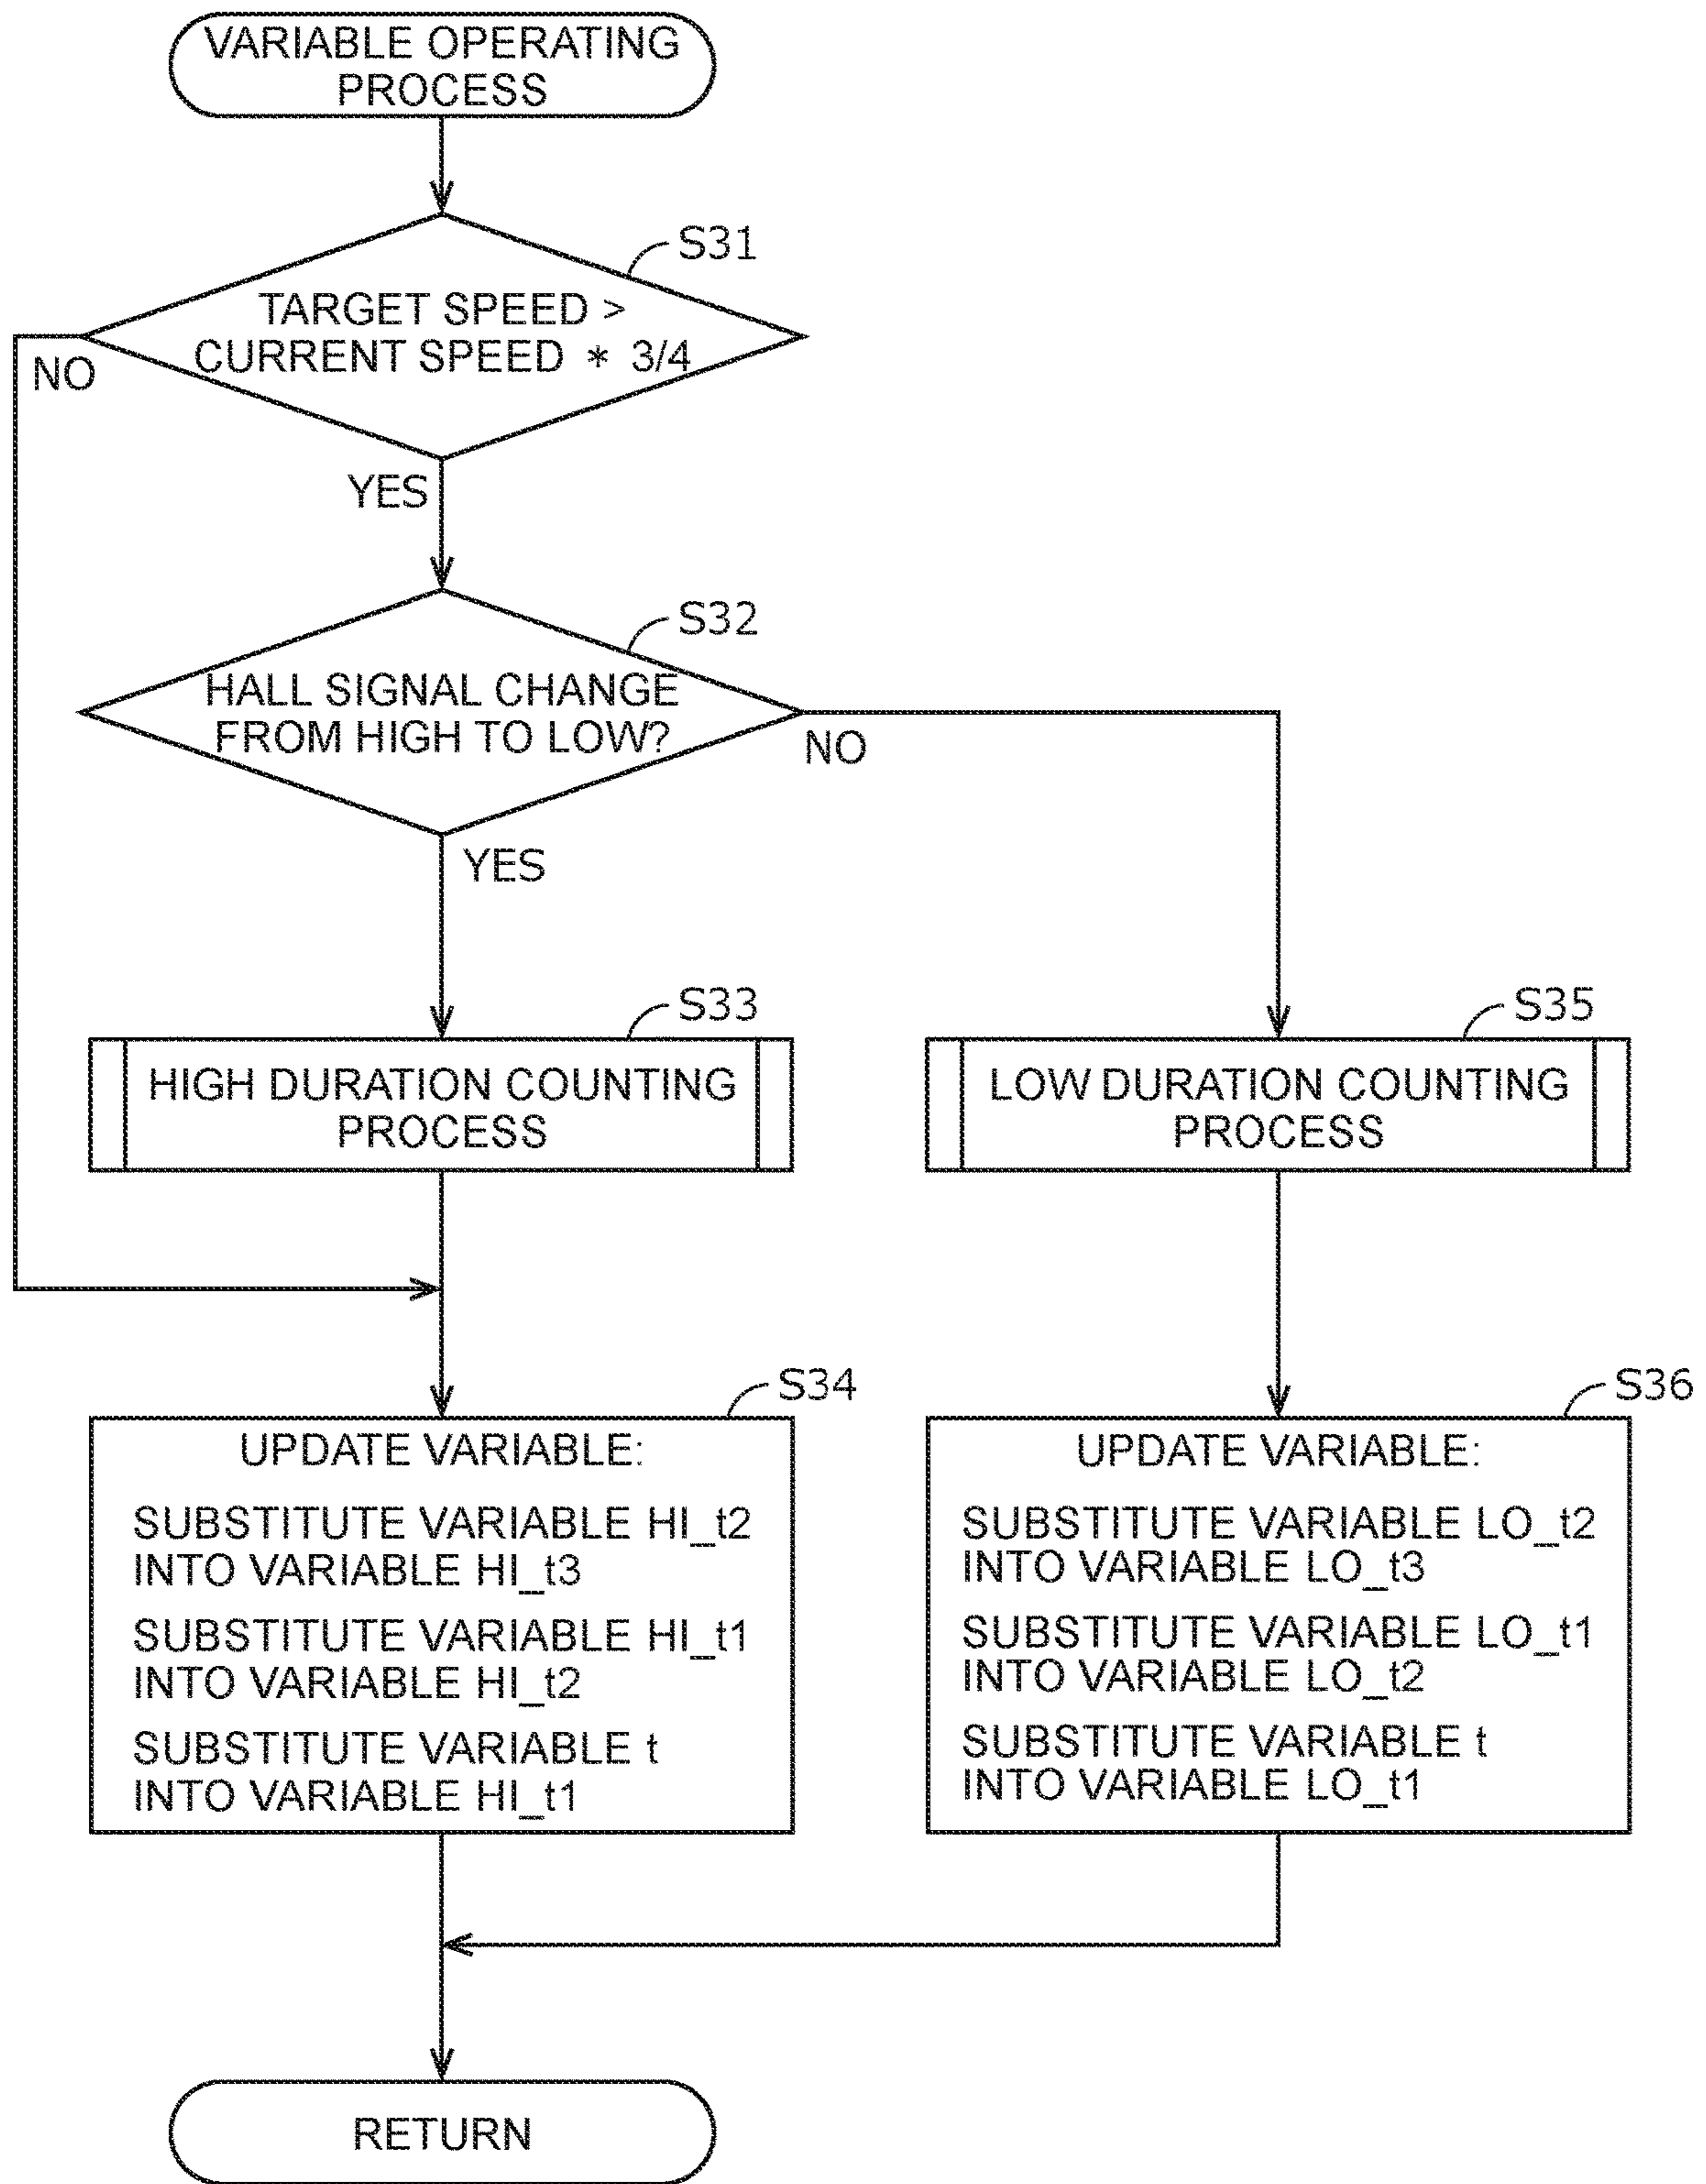 VARIABLE OPERATING
PROCESS
S31
TARGET SPEED >
CURRENT SPEED * 3/4
NO
YES
S32
HALL SIGNAL CHANGE
FROM HIGH TO LOW?
NO
YES
S33
HIGH DURATION COUNTING
PROCESS
S35
LOW DURATION COUNTING
PROCESS
S34
UPDATE VARIABLE:
SUBSTITUTE VARIABLE HI_t2
INTO VARIABLE HI_t3
SUBSTITUTE VARIABLE HI_t1
INTO VARIABLE HI_t2
SUBSTITUTE VARIABLE t
INTO VARIABLE HI_t1
S36
UPDATE VARIABLE:
SUBSTITUTE VARIABLE LO_t2
INTO VARIABLE LO_t3
SUBSTITUTE VARIABLE LO_t1
INTO VARIABLE LO_t2
SUBSTITUTE VARIABLE t
INTO VARIABLE LO_t1
RETURN